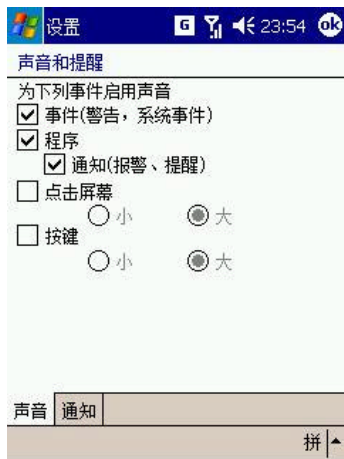 设置 G 23:54 ok
声音和提醒
为下列事件启用声音
事件(警告，系统事件)
程序
通知(报警、提醒)
点击屏幕
小 大
按键
小 大
声音 通知
拼